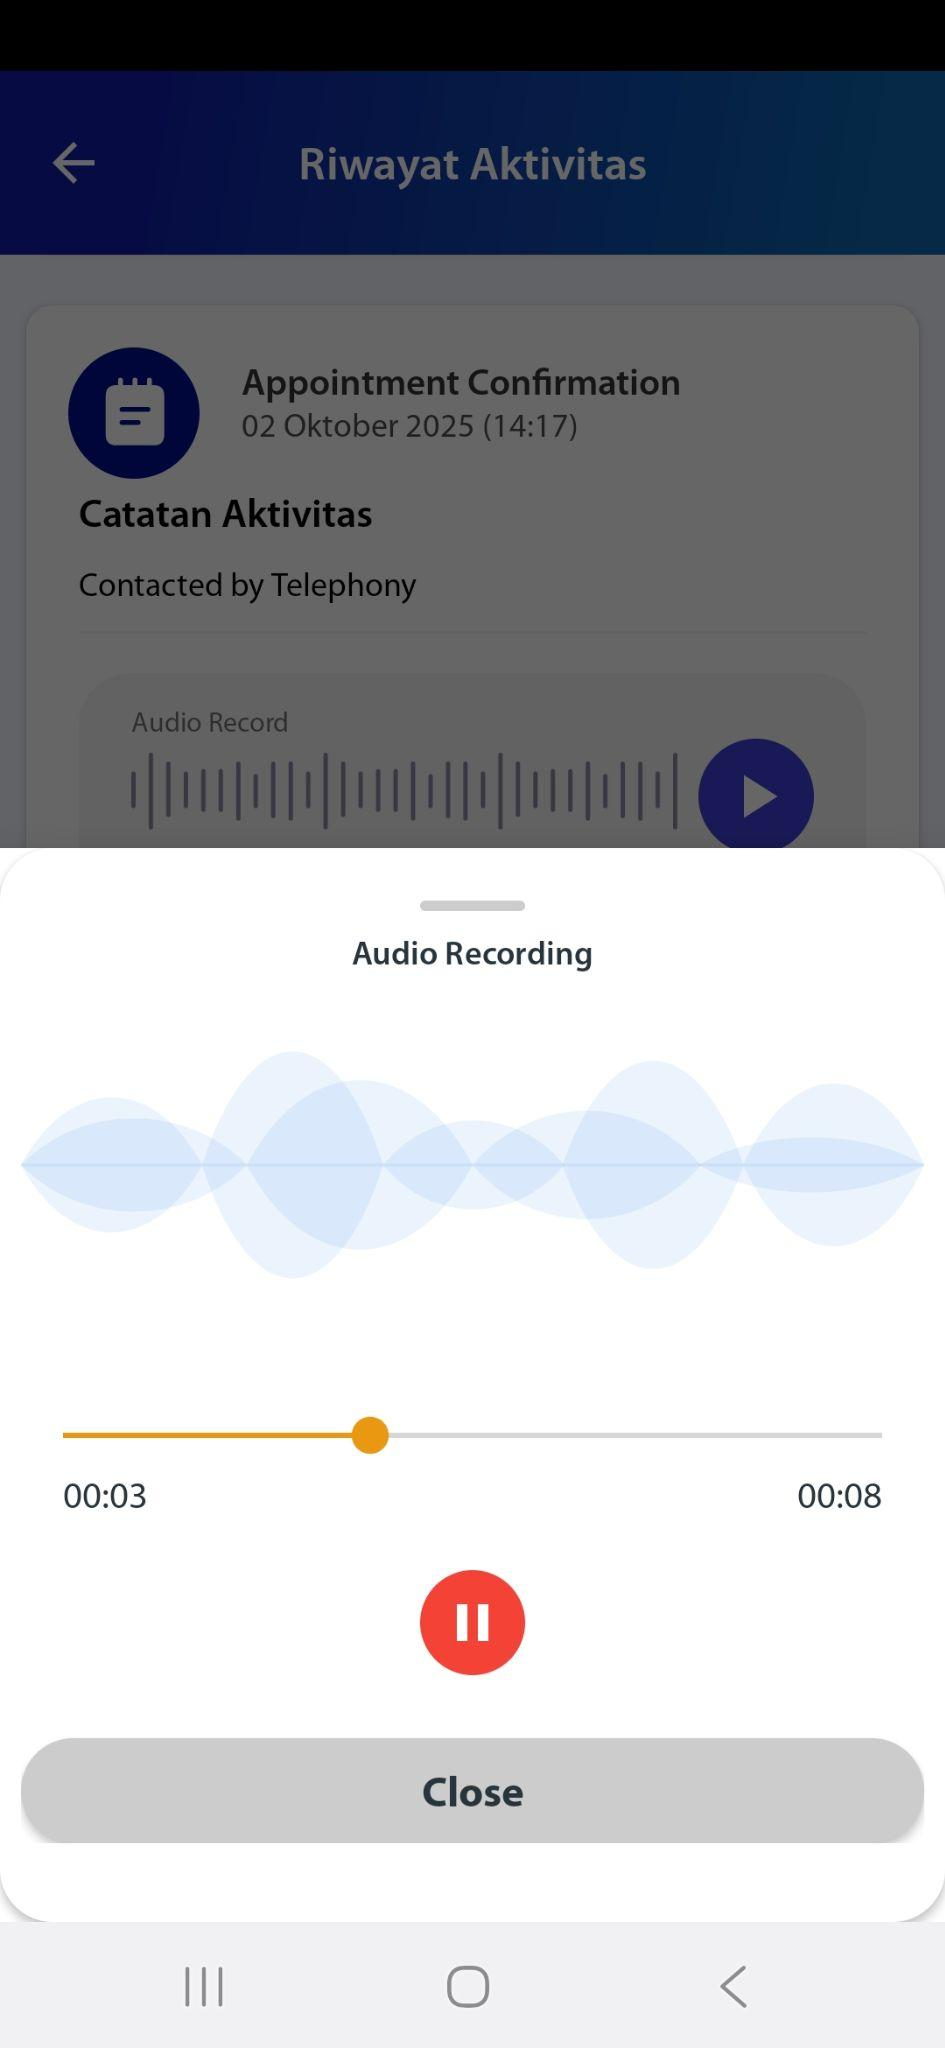 Riwayat Aktivitas
Appointment Confirmation
02 Oktober 2025 (14:17)
Catatan Aktivitas
Contacted by Telephony
Audio Record
Audio Recording
00:03
00:08
Close